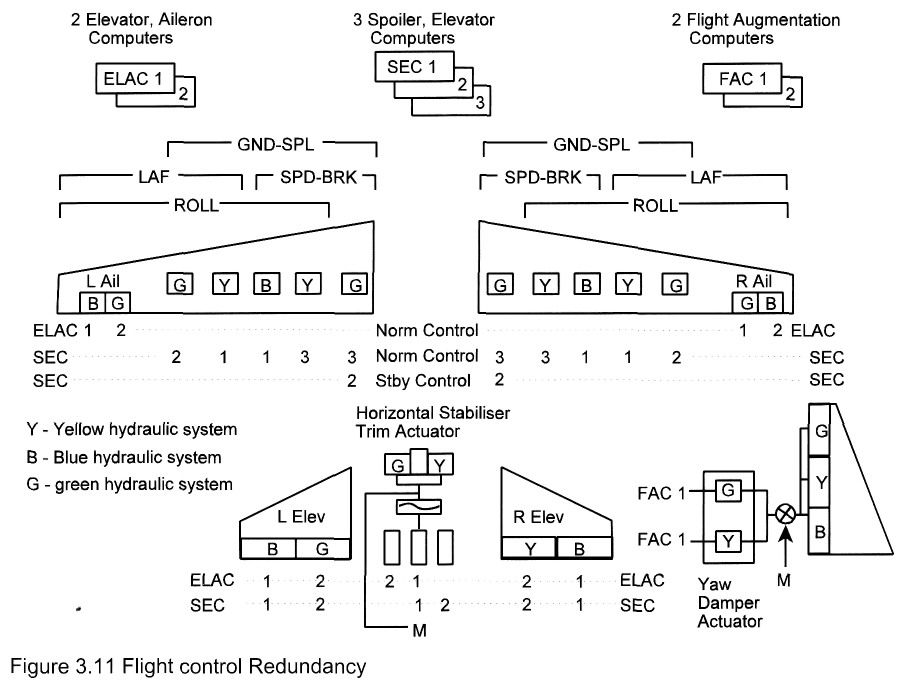 2 Elevator, Aileron Computers
3 Spoiler, Elevator Computers
2 Flight Augmentation Computers
ELAC 1
2
SEC 1
2
3
FAC 1
2
GND-SPL
GND-SPL
LAF
SPD-BRK
SPD-BRK
LAF
ROLL
ROLL
L Ail
B G
G Y B Y G
G Y B Y G
R Ail
G B
ELAC 1 2 Norm Control 1 2 ELAC
SEC 2 1 1 3 3 Norm Control 3 3 1 1 2 SEC
SEC 2 Stby Control 2 SEC
Y - Yellow hydraulic system
B - Blue hydraulic system
G - green hydraulic system
Horizontal Stabiliser
Trim Actuator
G Y
L Elev
B G
R Elev
Y B
ELAC 1 2 2 1 2 1 ELAC
SEC 1 2 1 2 2 1 SEC
M
FAC 1 G
FAC 1 Y
G
Y
B
M
Yaw
Damper
Actuator
Figure 3.11 Flight control Redundancy